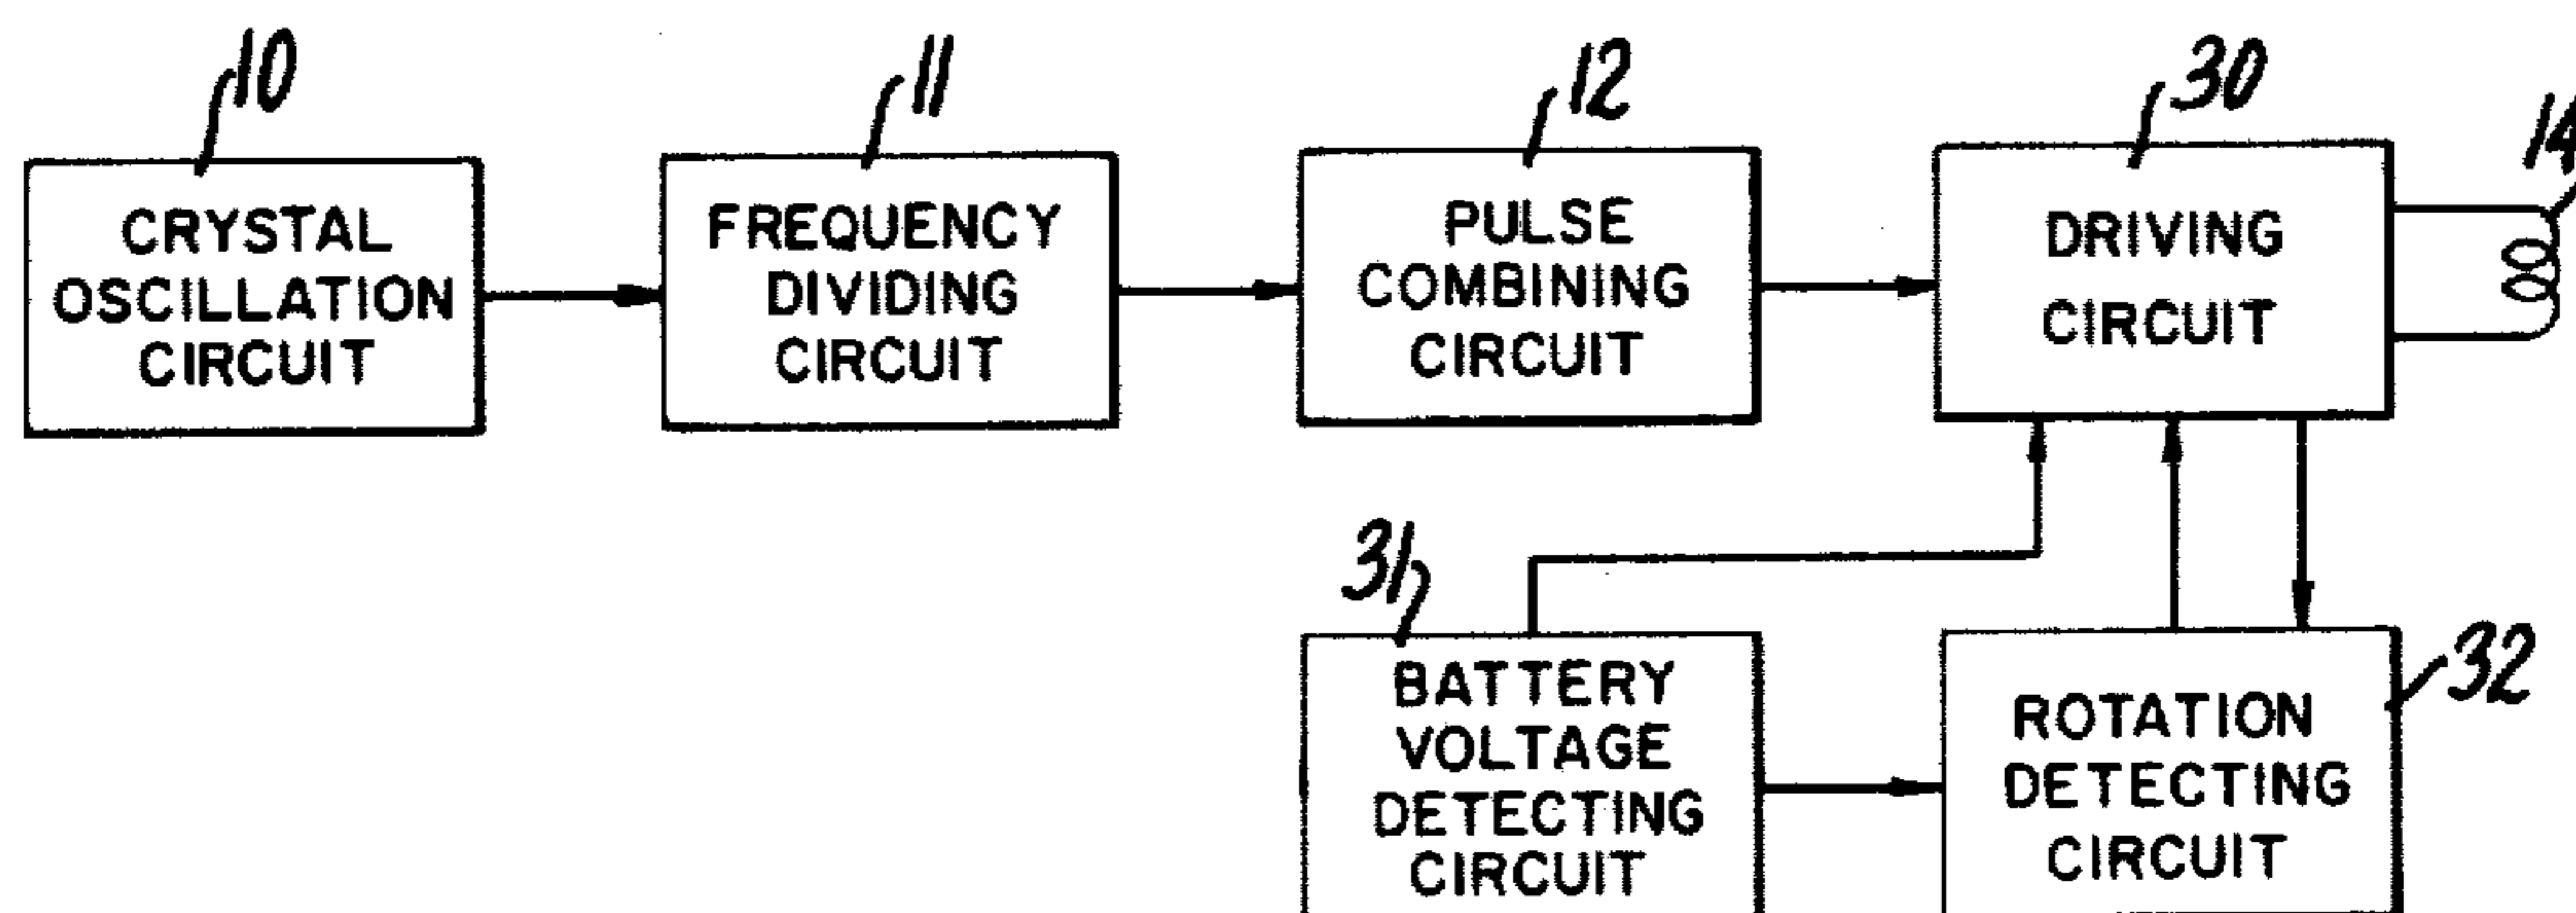 10
11
12
30
14
CRYSTAL
OSCILLATION
CIRCUIT
FREQUENCY
DIVIDING
CIRCUIT
PULSE
COMBINING
CIRCUIT
DRIVING
CIRCUIT
31
32
BATTERY
VOLTAGE
DETECTING
CIRCUIT
ROTATION
DETECTING
CIRCUIT